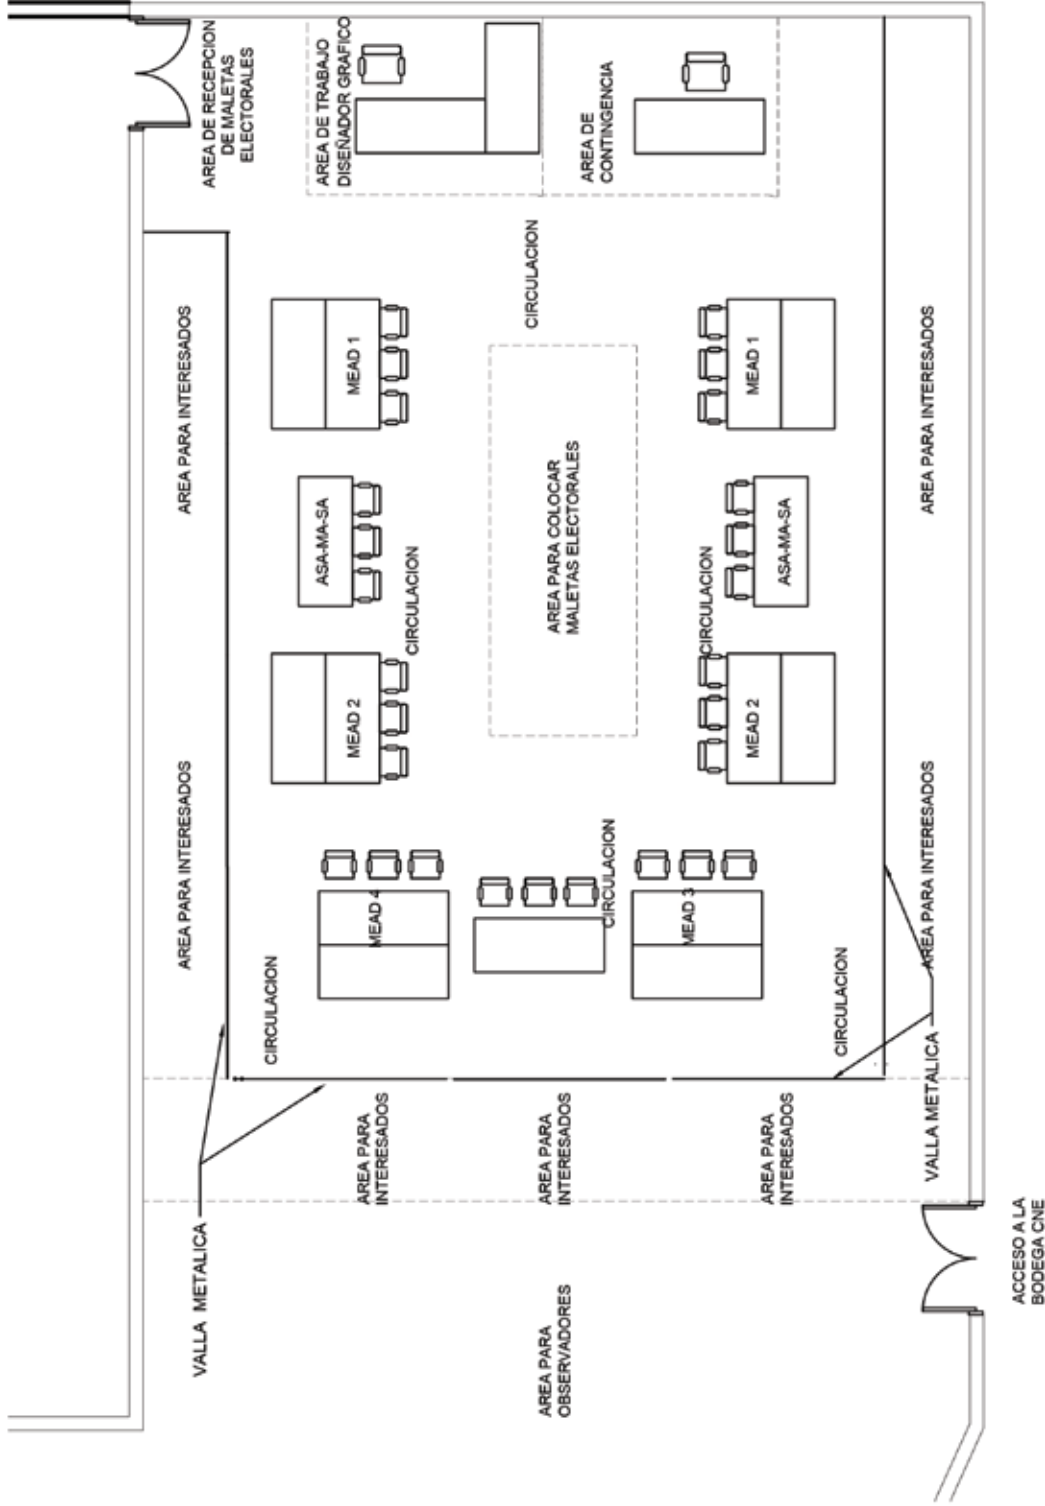 AREA DE RECEPCION
DE MALETAS
ELECTORALES
AREA DE TRABAJO
DISEÑADOR GRAFICO
AREA DE
CONTINGENCIA
CIRCULACION
AREA PARA INTERESADOS
MEAD 1
MEAD 1
AREA PARA INTERESADOS
ASA-MA-SA
AREA PARA COLOCAR
MALETAS ELECTORALES
ASA-MA-SA
CIRCULACION
CIRCULACION
MEAD 2
MEAD 2
AREA PARA INTERESADOS
AREA PARA INTERESADOS
CIRCULACION
MEAD 4
MEAD 3
CIRCULACION
CIRCULACION
VALLA METALICA
AREA PARA
INTERESADOS
AREA PARA
INTERESADOS
AREA PARA
INTERESADOS
VALLA METALICA
AREA PARA
OBSERVADORES
ACCESO A LA
BODEGA CNE